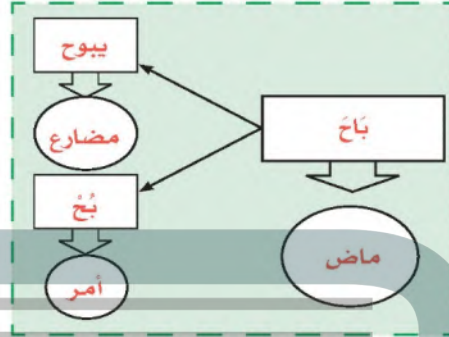 يبوح
بَاحَ
مضارع
بُحْ
ماض
أمر